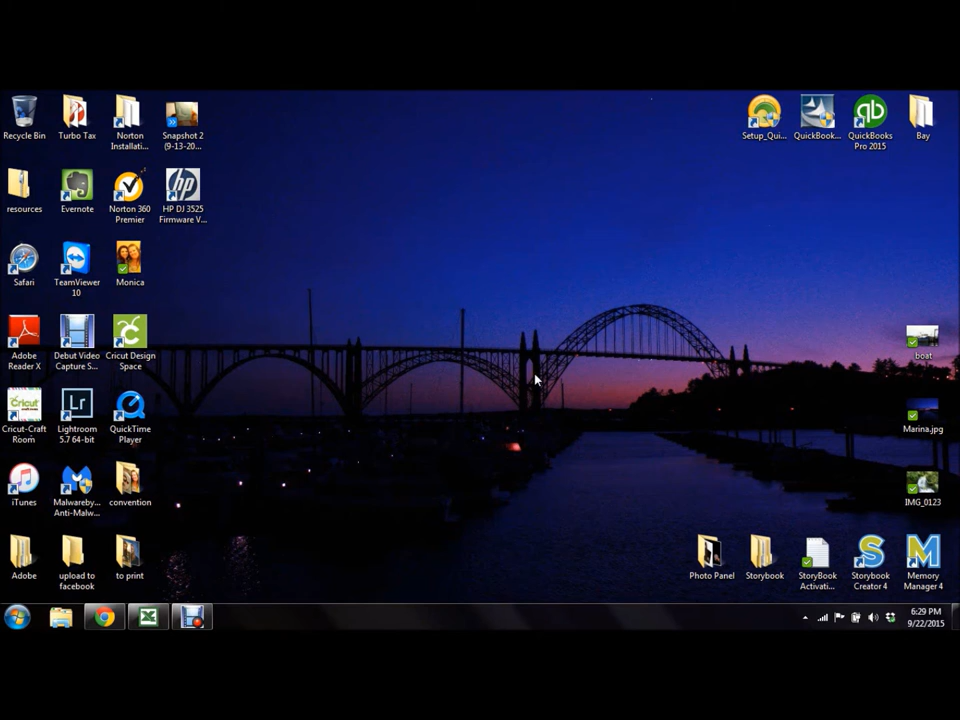 Recycle Bin
Turbo Tax
Norton
Installati...
Snapshot 2
(9-13-20...
Setup_Qui...
QuickBook...
qb
QuickBooks
Pro 2015
Bay
resources
Evernote
Norton 360
Premier
hp
HP DJ 3525
Firmware V...
Safari
TeamViewer
10
Monica
Adobe
Reader X
Debut Video
Capture S...
Cricut Design
Space
boat
Cricut
Cricut-Craft
Room
Lr
Lightroom
5.7 64-bit
QuickTime
Player
Marina.jpg
iTunes
Malwareby...
Anti-Malw...
convention
IMG_0123
Adobe
upload to
facebook
to print
Photo Panel
Storybook
StoryBook
Activati...
S
Storybook
Creator 4
M
Memory
Manager 4
6:29 PM
9/22/2015